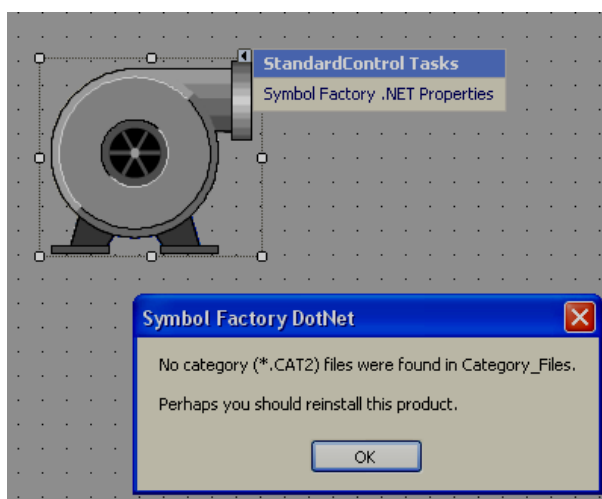 StandardControl Tasks
Symbol Factory .NET Properties
Symbol Factory DotNet
No category (*.CAT2) files were found in Category_Files.
Perhaps you should reinstall this product.
OK